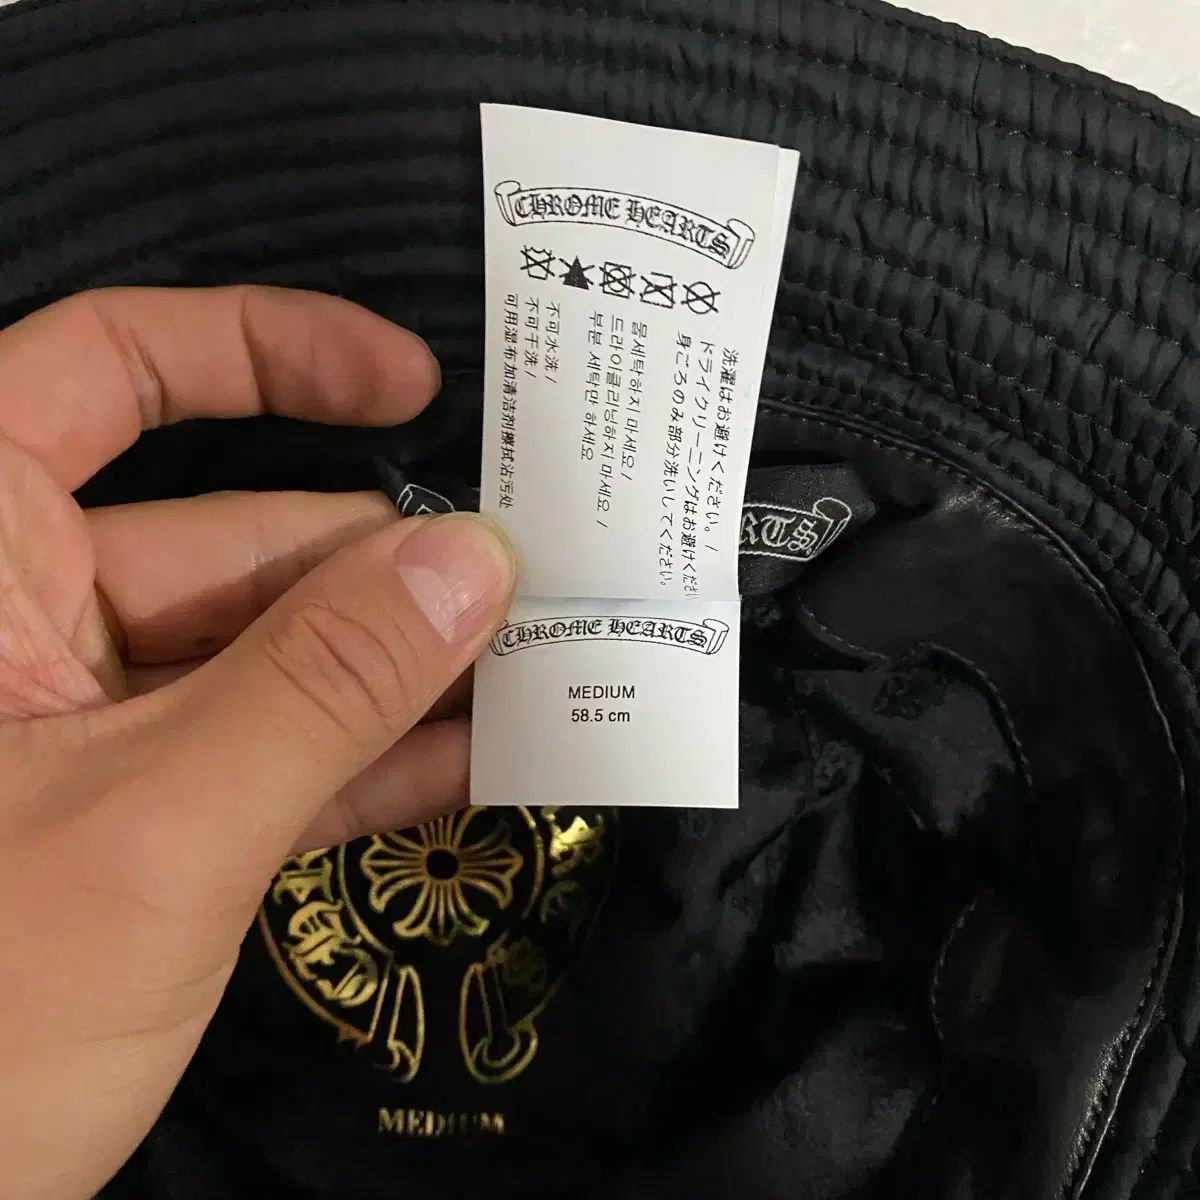 CHROME HEARTS
洗濯はお避けください。/
ドライクリーニングはお避けくださ
身ごろのみ部分洗いしてください。
물세탁하지 마세요 /
드라이클리닝하지 마세요 /
부분 세탁만 하세요
不可水洗 /
不可干洗 /
可用湿布加清洁剂擦拭沾污处
RTS
CHROME HEARTS
MEDIUM
58.5 cm
MEDIUM